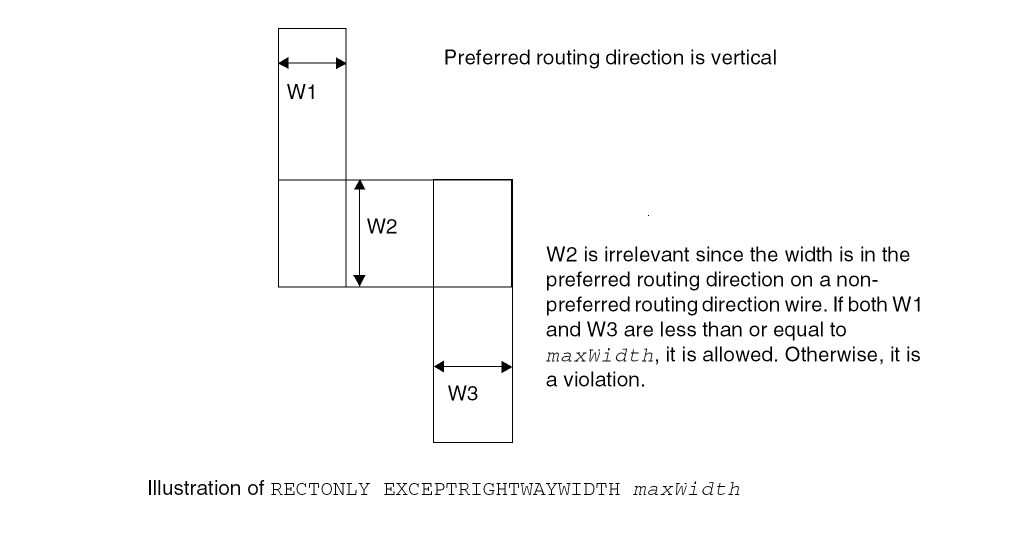 Preferred routing direction is vertical
W1
W2
W2 is irrelevant since the width is in the
preferred routing direction on a non-
preferred routing direction wire. If both W1
and W3 are less than or equal to
maxWidth, it is allowed. Otherwise, it is
a violation.
W3
Illustration of RECTONLY EXCEPTRIGHTWAYWIDTH maxWidth